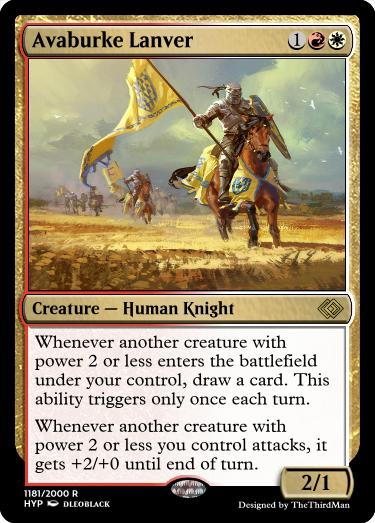 Avaburke Lanver 1
Creature — Human Knight
Whenever another creature with
power 2 or less enters the battlefield
under your control, draw a card. This
ability triggers only once each turn.
Whenever another creature with
power 2 or less you control attacks, it
gets +2/+0 until end of turn.
2/1
1181/2000 R
HYP DLEOBLACK
Designed by TheThirdMan